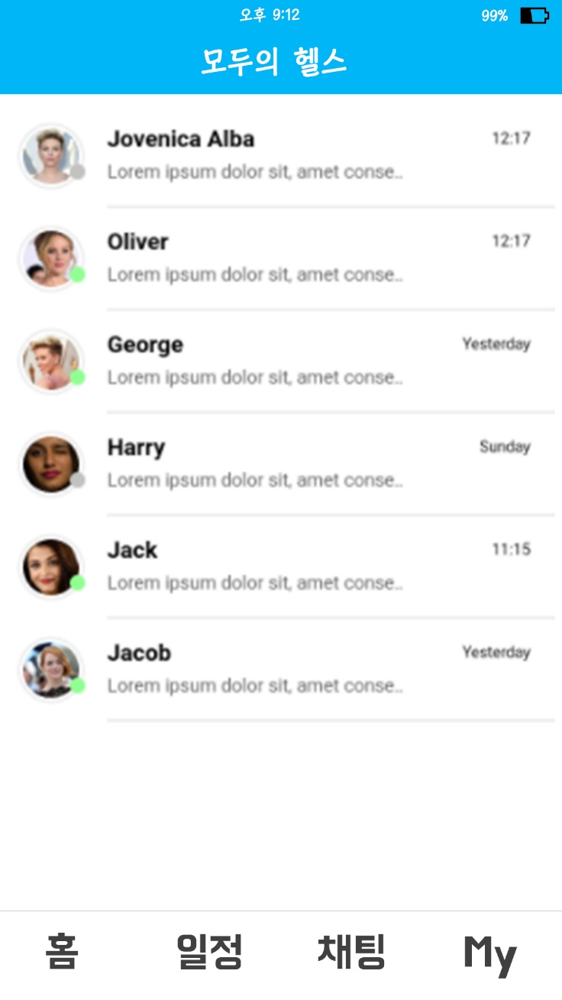 오후 9:12 99%
모두의 헬스
Jovenica Alba 12:17
Lorem ipsum dolor sit, amet conse..
Oliver 12:17
Lorem ipsum dolor sit, amet conse..
George Yesterday
Lorem ipsum dolor sit, amet conse..
Harry Sunday
Lorem ipsum dolor sit, amet conse..
Jack 11:15
Lorem ipsum dolor sit, amet conse..
Jacob Yesterday
Lorem ipsum dolor sit, amet conse..
홈 일정 채팅 My